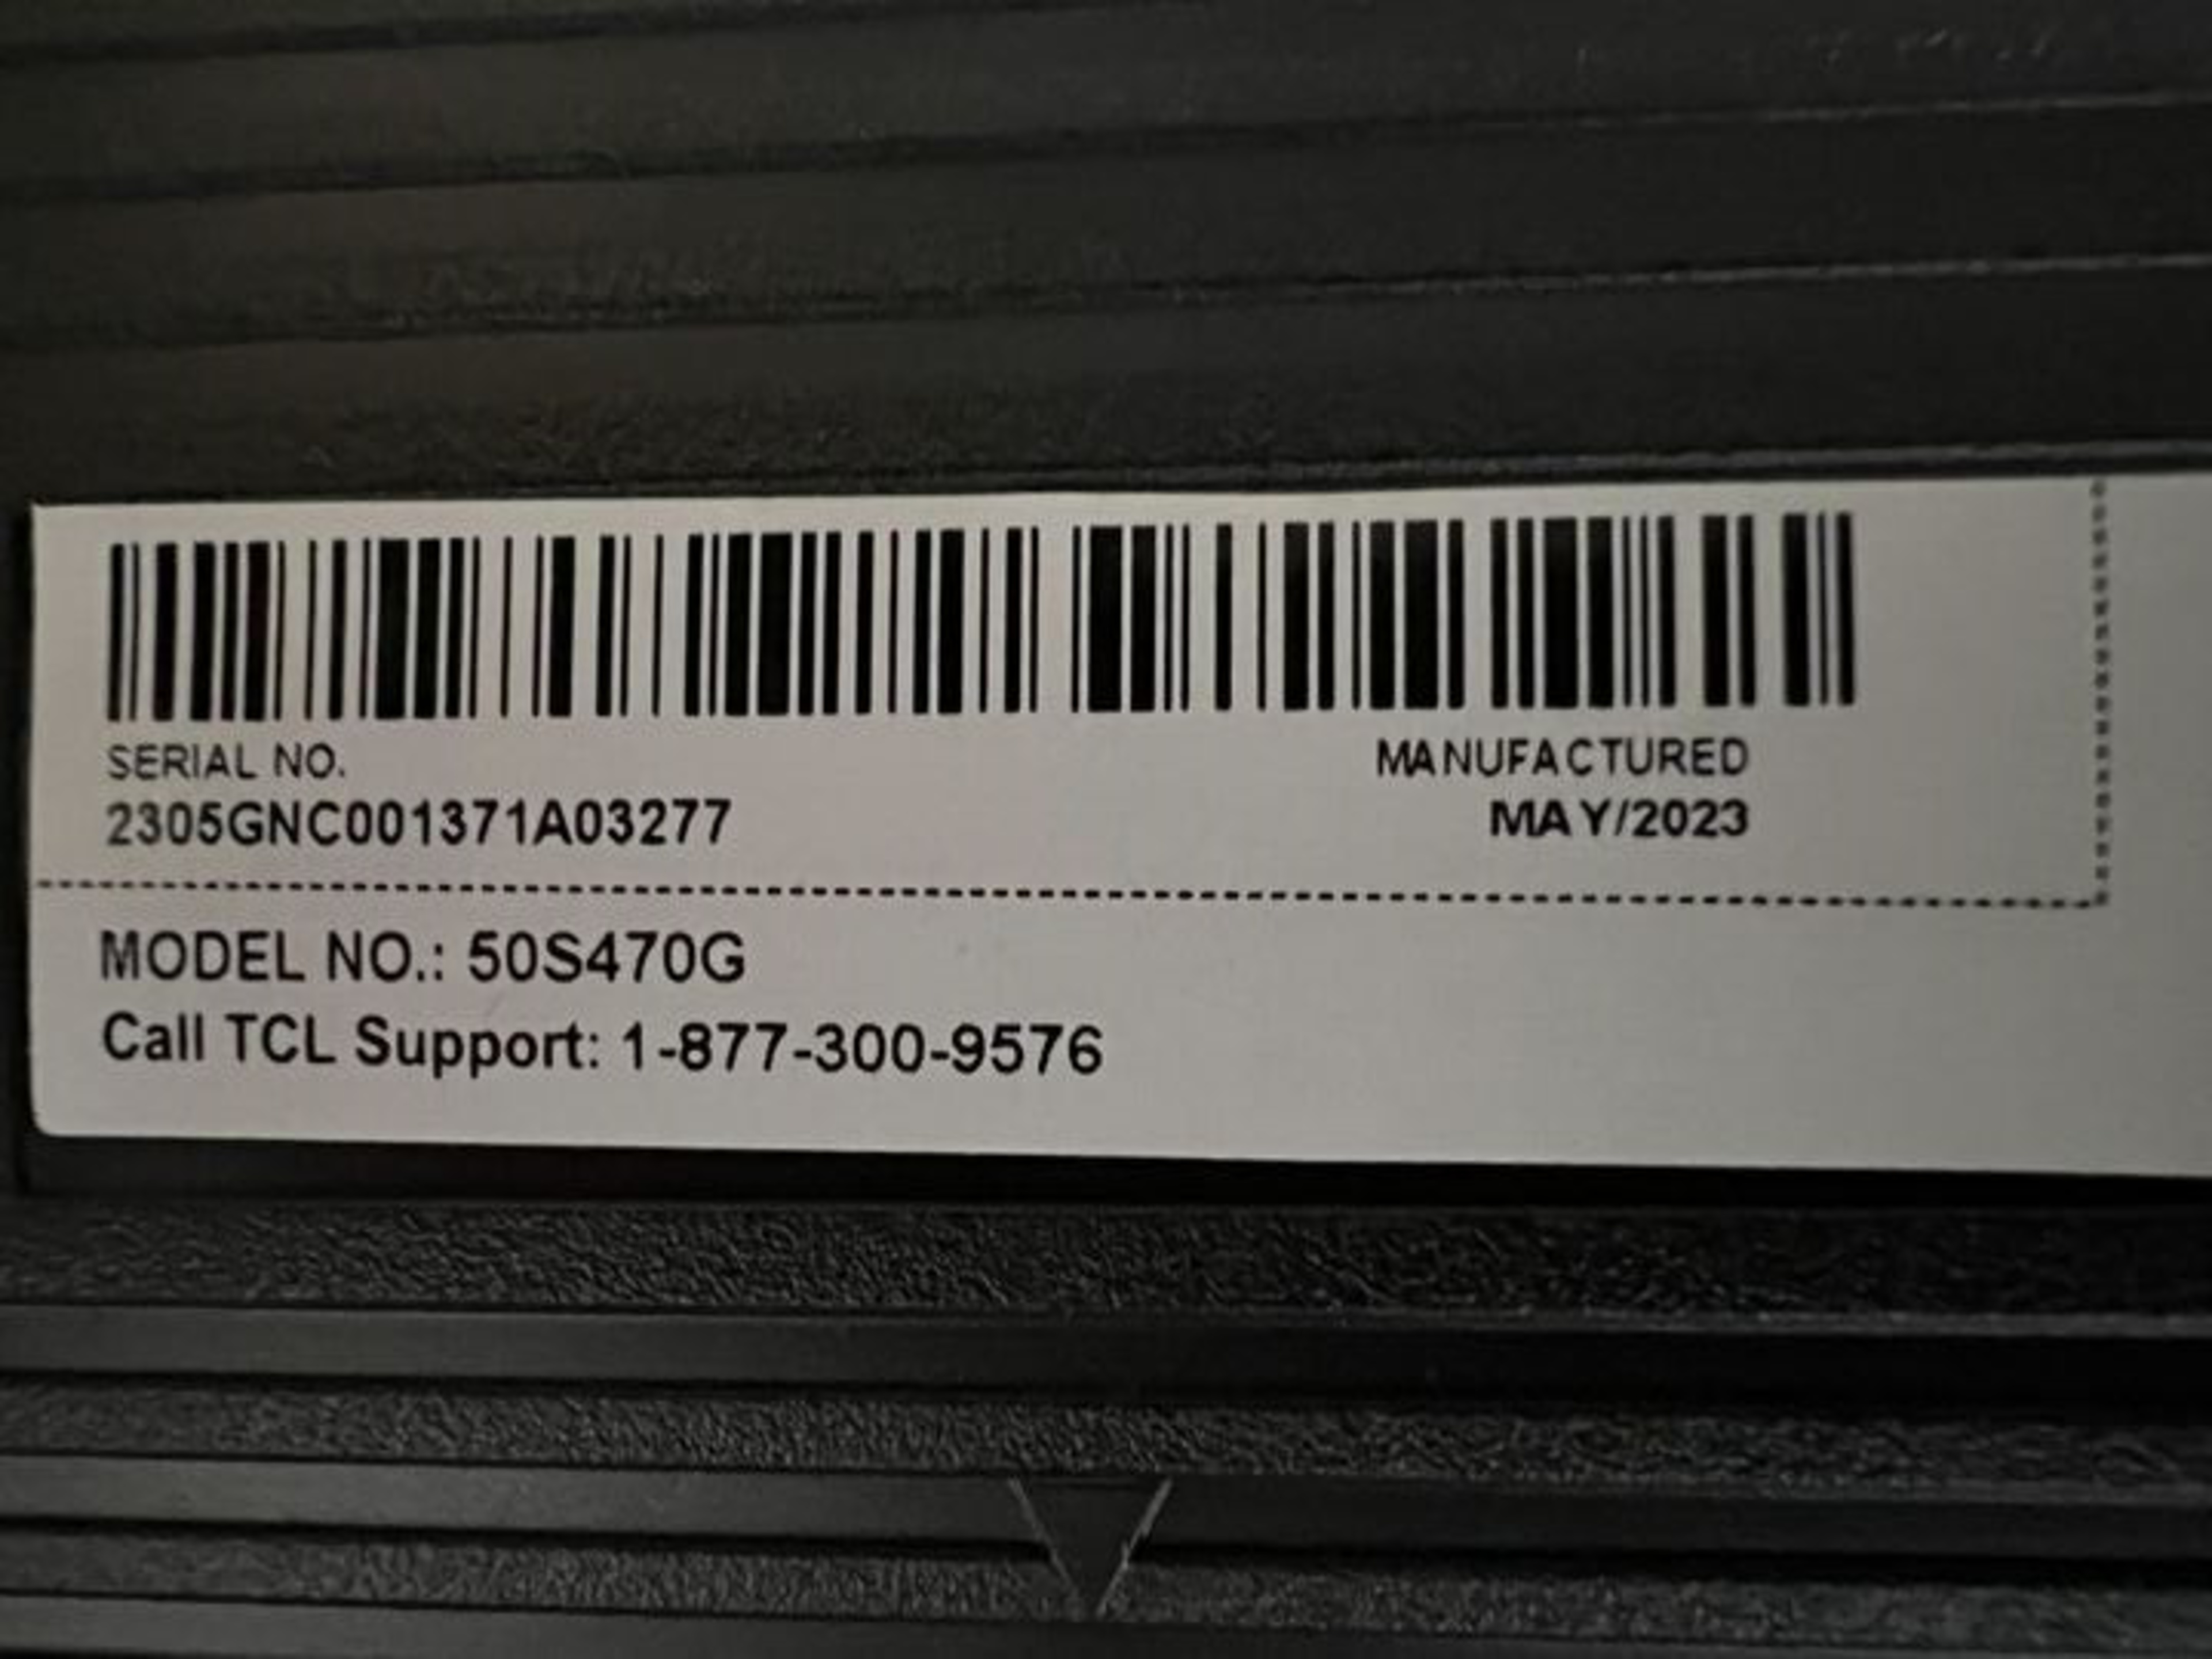 SERIAL NO.
2305GNC001371A03277
MANUFACTURED
MAY/2023
MODEL NO.: 50S470G
Call TCL Support: 1-877-300-9576